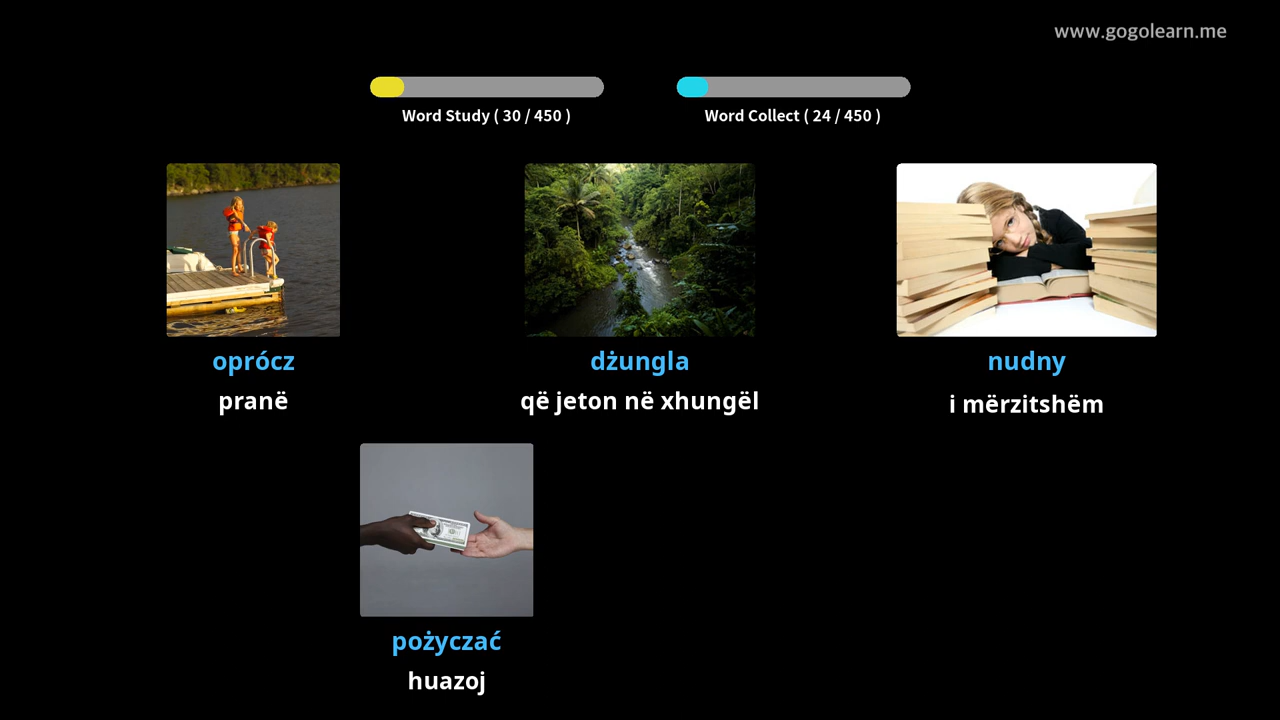 www.gogolearn.me
Word Study ( 30 / 450 )
Word Collect ( 24 / 450 )
oprócz
pranë
dżungla
që jeton në xhungël
nudny
i mërzitshëm
pożyczać
huazoj